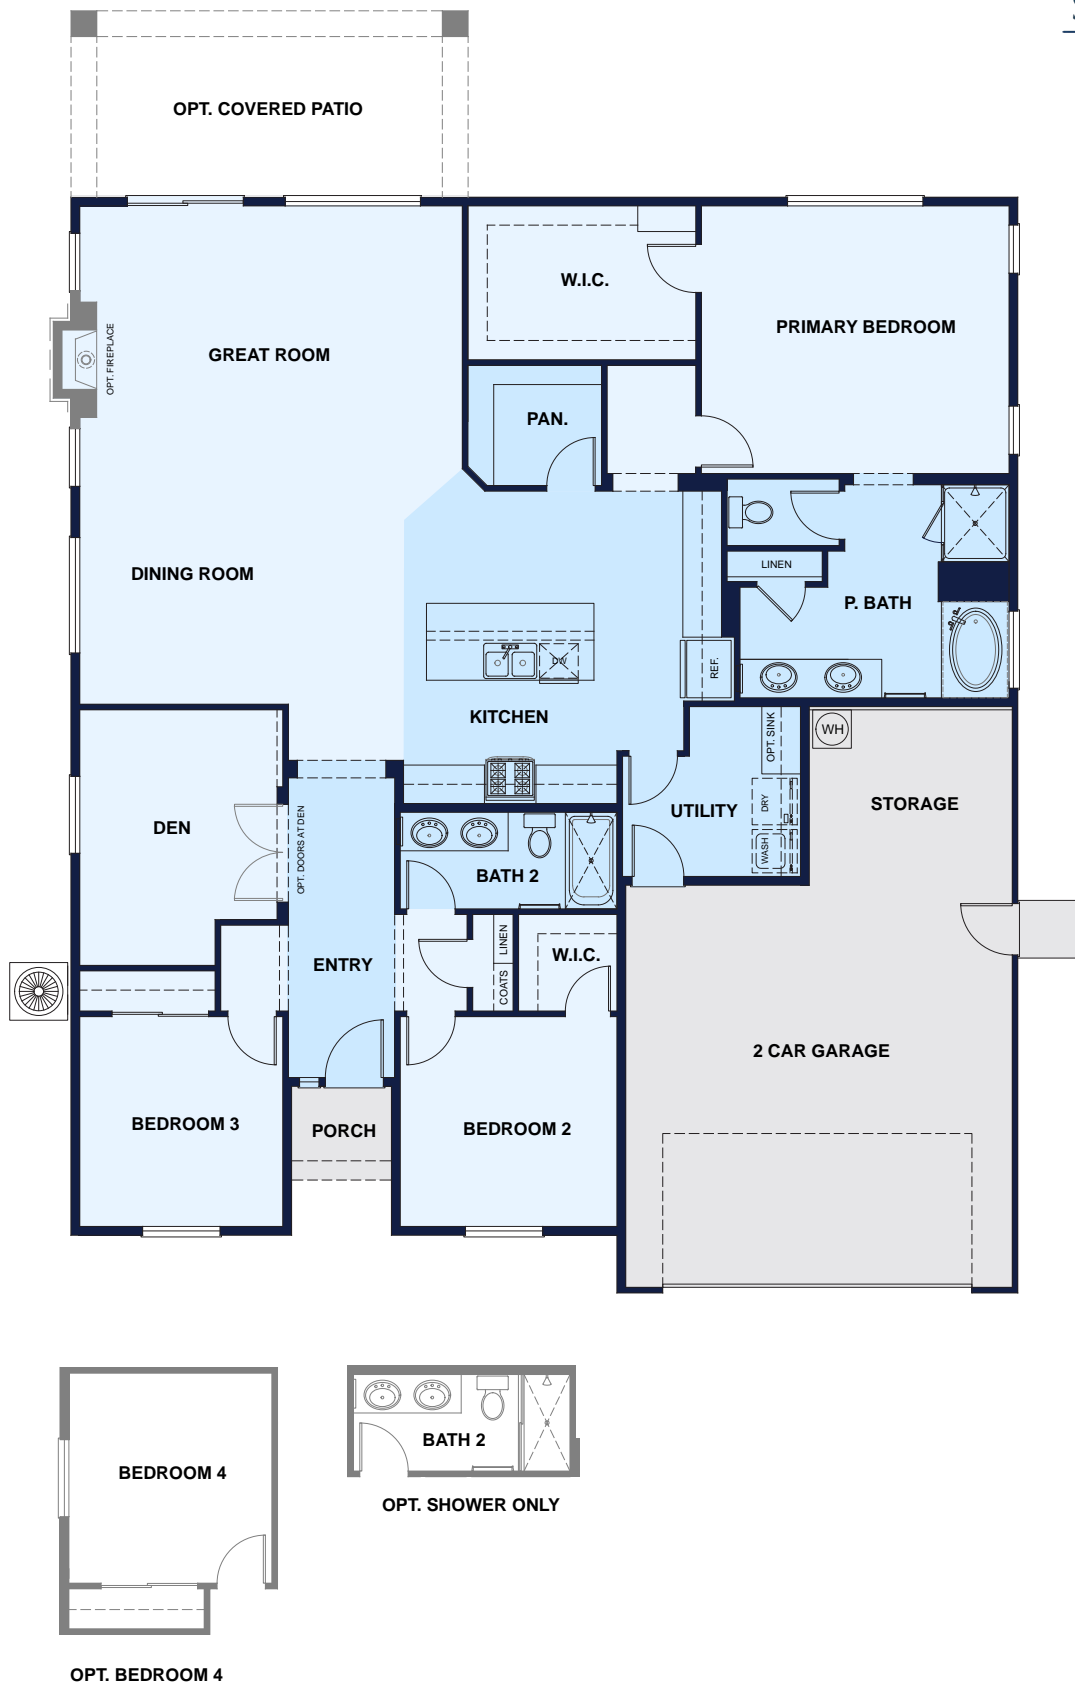 OPT. COVERED PATIO
W.I.C.
PRIMARY BEDROOM
GREAT ROOM
OPT. FIREPLACE
PAN.
LINEN
DINING ROOM
P. BATH
DW
REF.
KITCHEN
OPT. SINK
WH
STORAGE
DRY
UTILITY
DEN
OPT. DOORS AT DEN
WASH
BATH 2
LINEN
W.I.C.
ENTRY
COATS
2 CAR GARAGE
BEDROOM 3
PORCH
BEDROOM 2
BATH 2
BEDROOM 4
OPT. SHOWER ONLY
OPT. BEDROOM 4